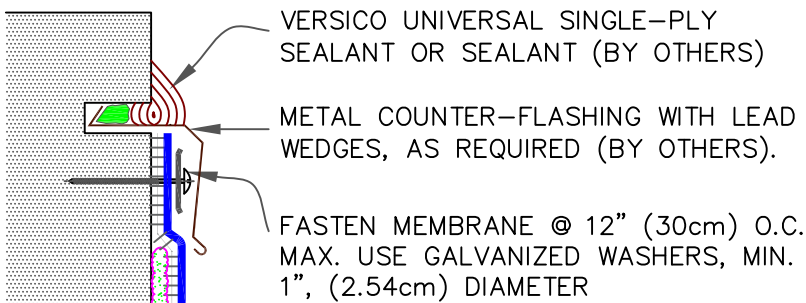 VERSICO UNIVERSAL SINGLE-PLY
SEALANT OR SEALANT (BY OTHERS)
METAL COUNTER-FLASHING WITH LEAD
WEDGES, AS REQUIRED (BY OTHERS).
FASTEN MEMBRANE @ 12" (30cm) O.C.
MAX. USE GALVANIZED WASHERS, MIN.
1", (2.54cm) DIAMETER